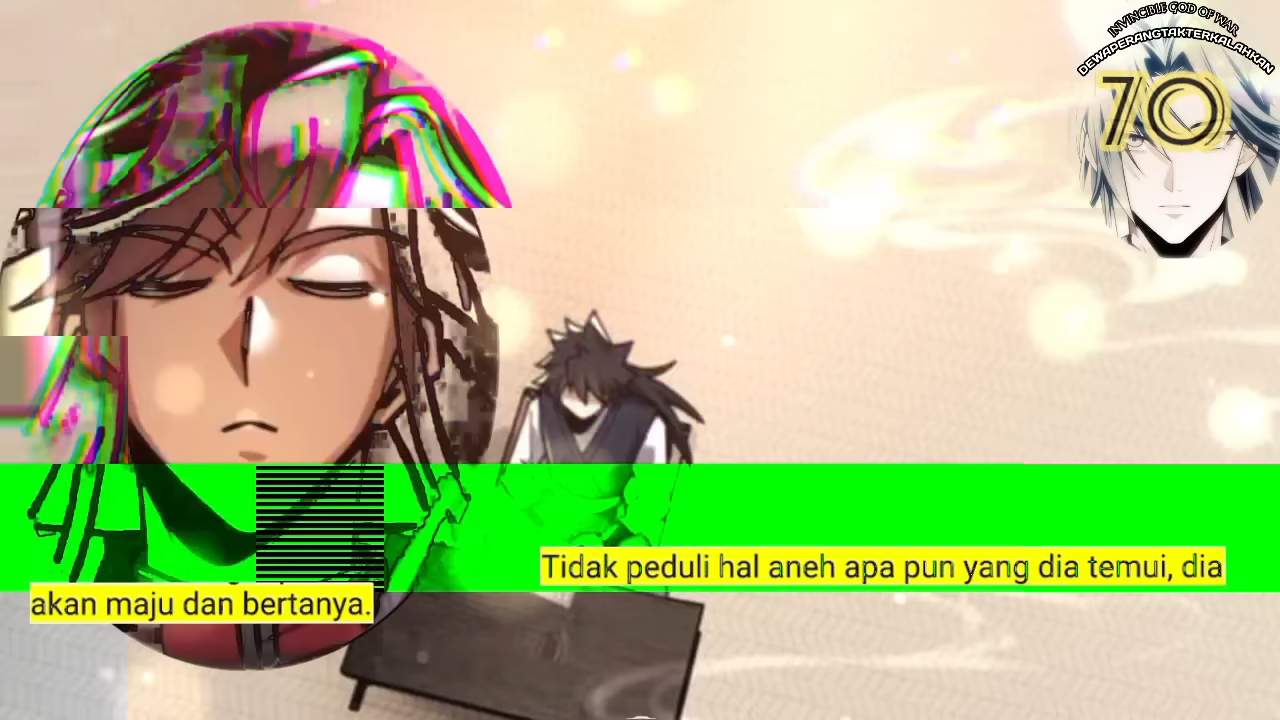 INVINCIBLE GOD OF WAR
DEWAPERANGTAKTERKALAHKAN
70
Tidak peduli hal aneh apa pun yang dia temui, dia
akan maju dan bertanya.